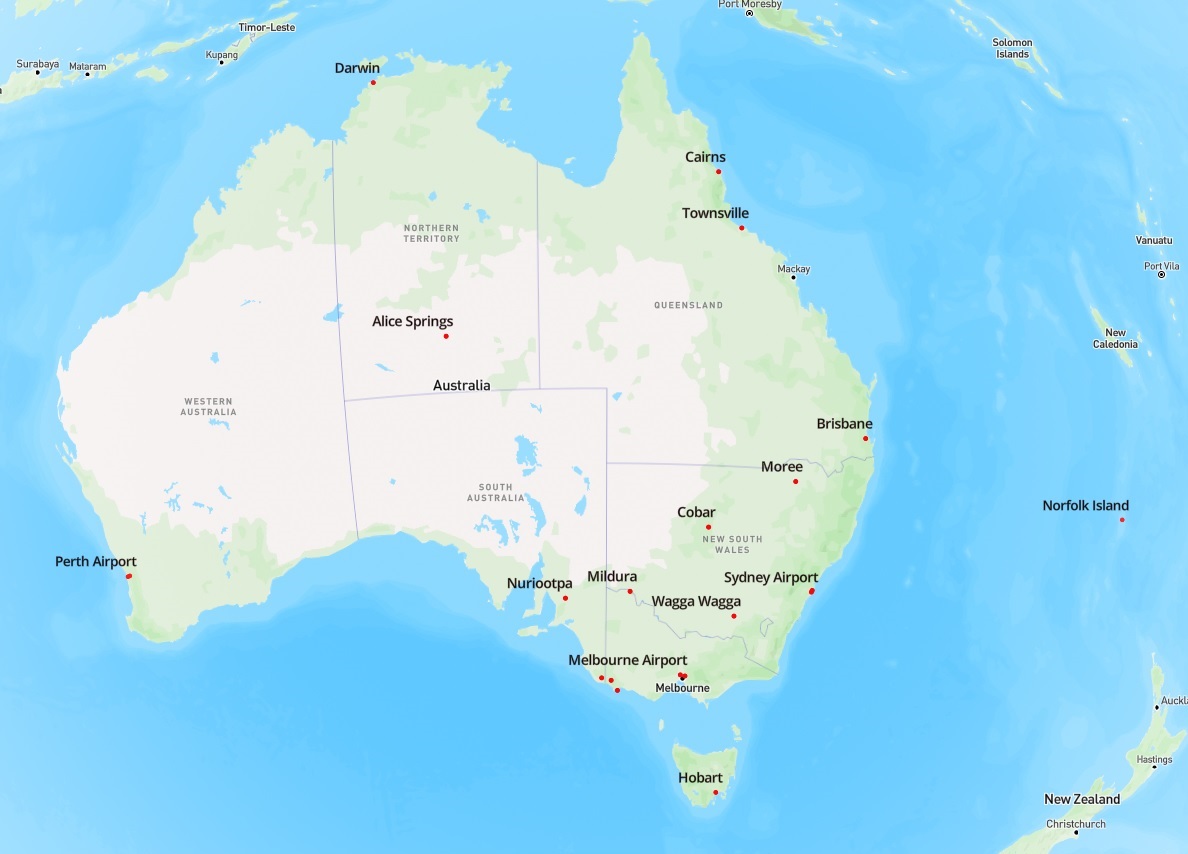 Port Moresby
Timor-Leste
Solomon
Islands
Kupang
Surabaya
Mataram
Darwin
Cairns
Townsville
NORTHERN
TERRITORY
Vanuatu
Port Vila
Mackay
QUEENSLAND
Alice Springs
New
Caledonia
Australia
WESTERN
AUSTRALIA
Brisbane
Moree
SOUTH
AUSTRALIA
Norfolk Island
Cobar
NEW SOUTH
WALES
Perth Airport
Nuriootpa
Mildura
Sydney Airport
Wagga Wagga
Melbourne Airport
Melbourne
Auckla
Hastings
Hobart
New Zealand
Christchurch